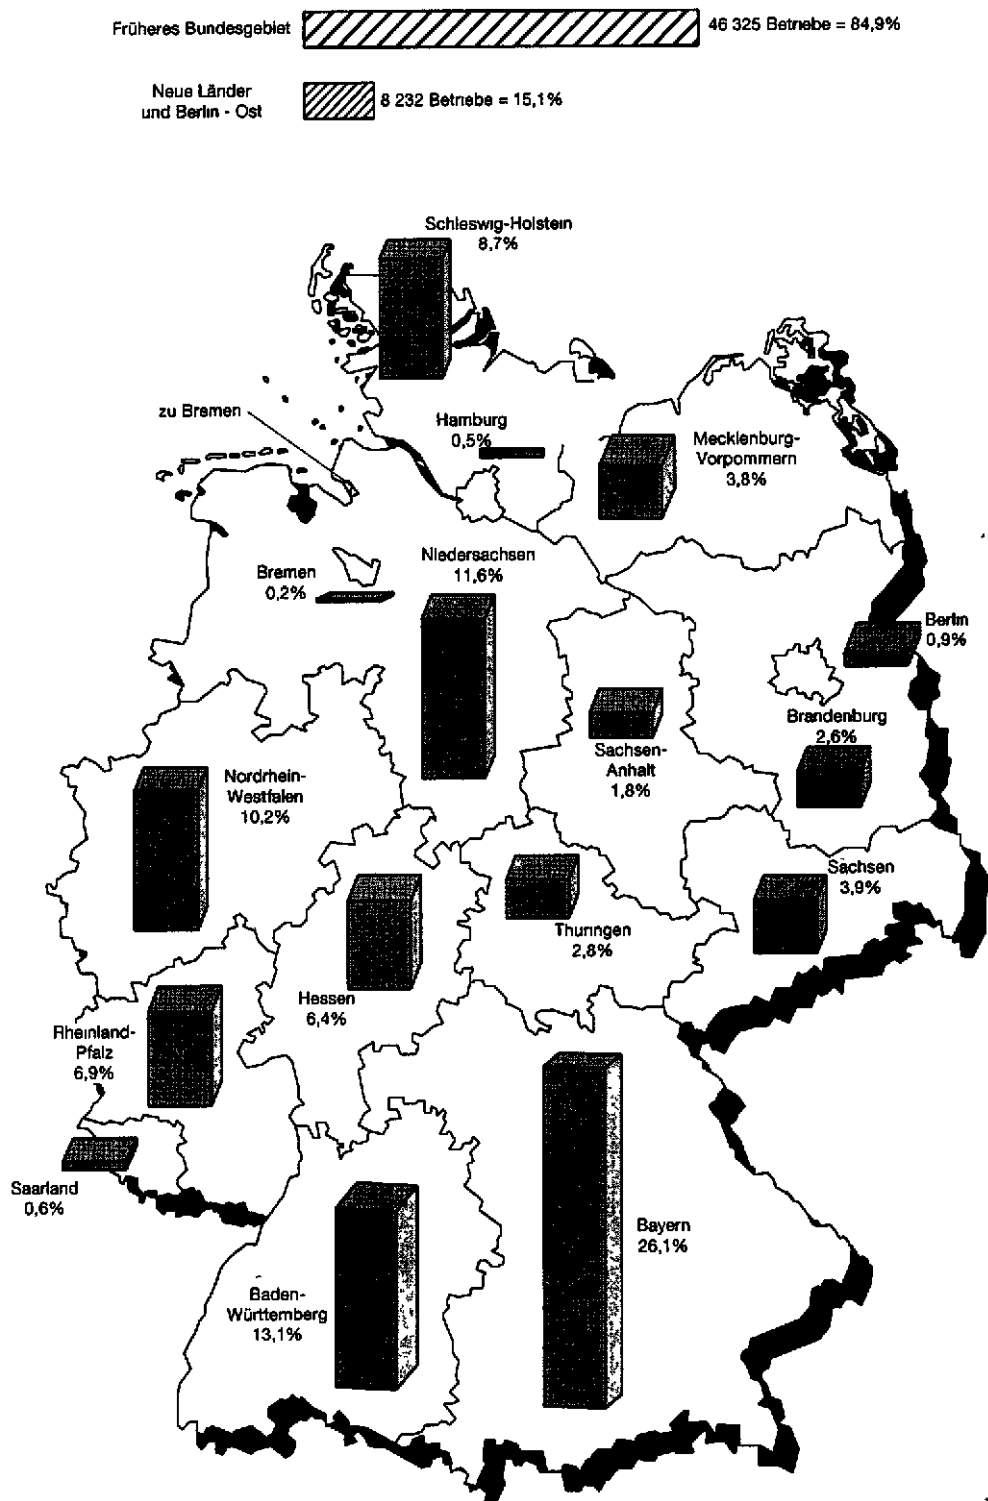 Früheres Bundesgebiet
46 325 Betriebe = 84,9%
Neue Länder
und Berlin - Ost
8 232 Betriebe = 15,1%
Schleswig-Holstein
8,7%
zu Bremen
Hamburg
0,5%
Mecklenburg-
Vorpommern
3,8%
Bremen
0,2%
Niedersachsen
11,6%
Berlin
0,9%
Brandenburg
2,6%
Sachsen-
Anhalt
1,8%
Nordrhein-
Westfalen
10,2%
Sachsen
3,9%
Thüringen
2,8%
Hessen
6,4%
Rheinland-
Pfalz
6,9%
Saarland
0,6%
Bayern
26,1%
Baden-
Württemberg
13,1%